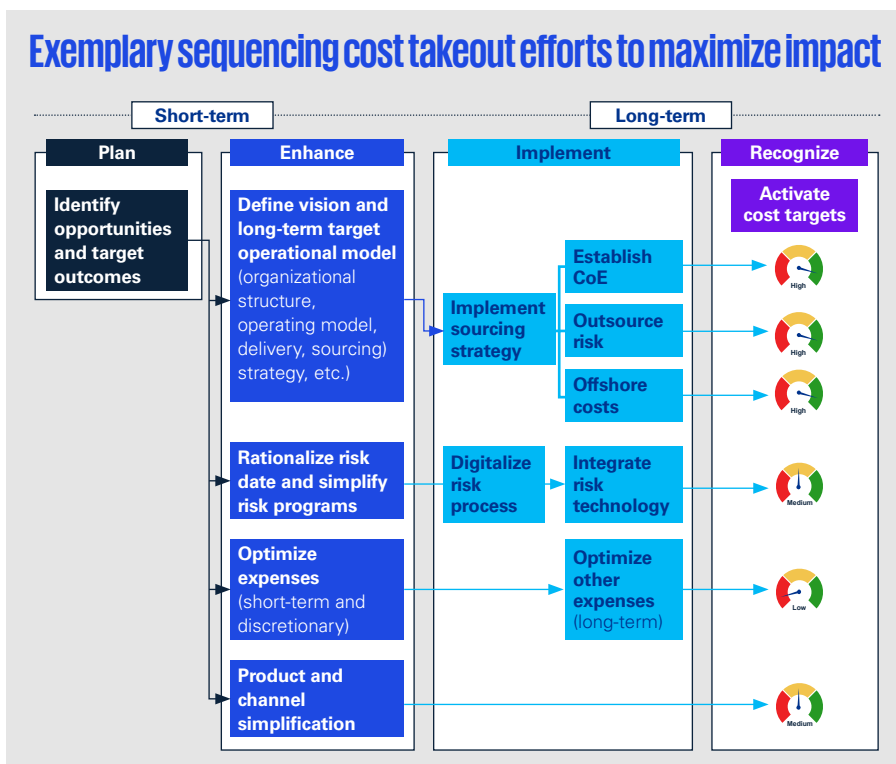 Exemplary sequencing cost takeout efforts to maximize impact
Short-term
Long-term
Plan
Enhance
Implement
Recognize
Identify
opportunities
and target
outcomes
Define vision and
long-term target
operational model
(organizational
structure,
operating model,
delivery, sourcing)
strategy, etc.)
Implement
sourcing
strategy
Establish
CoE
Outsource
risk
Offshore
costs
Activate
cost targets
High
High
High
Rationalize risk
date and simplify
risk programs
Digitalize
risk
process
Integrate
risk
technology
Medium
Optimize
expenses
(short-term and
discretionary)
Optimize
other
expenses
(long-term)
Low
Product and
channel
simplification
Medium